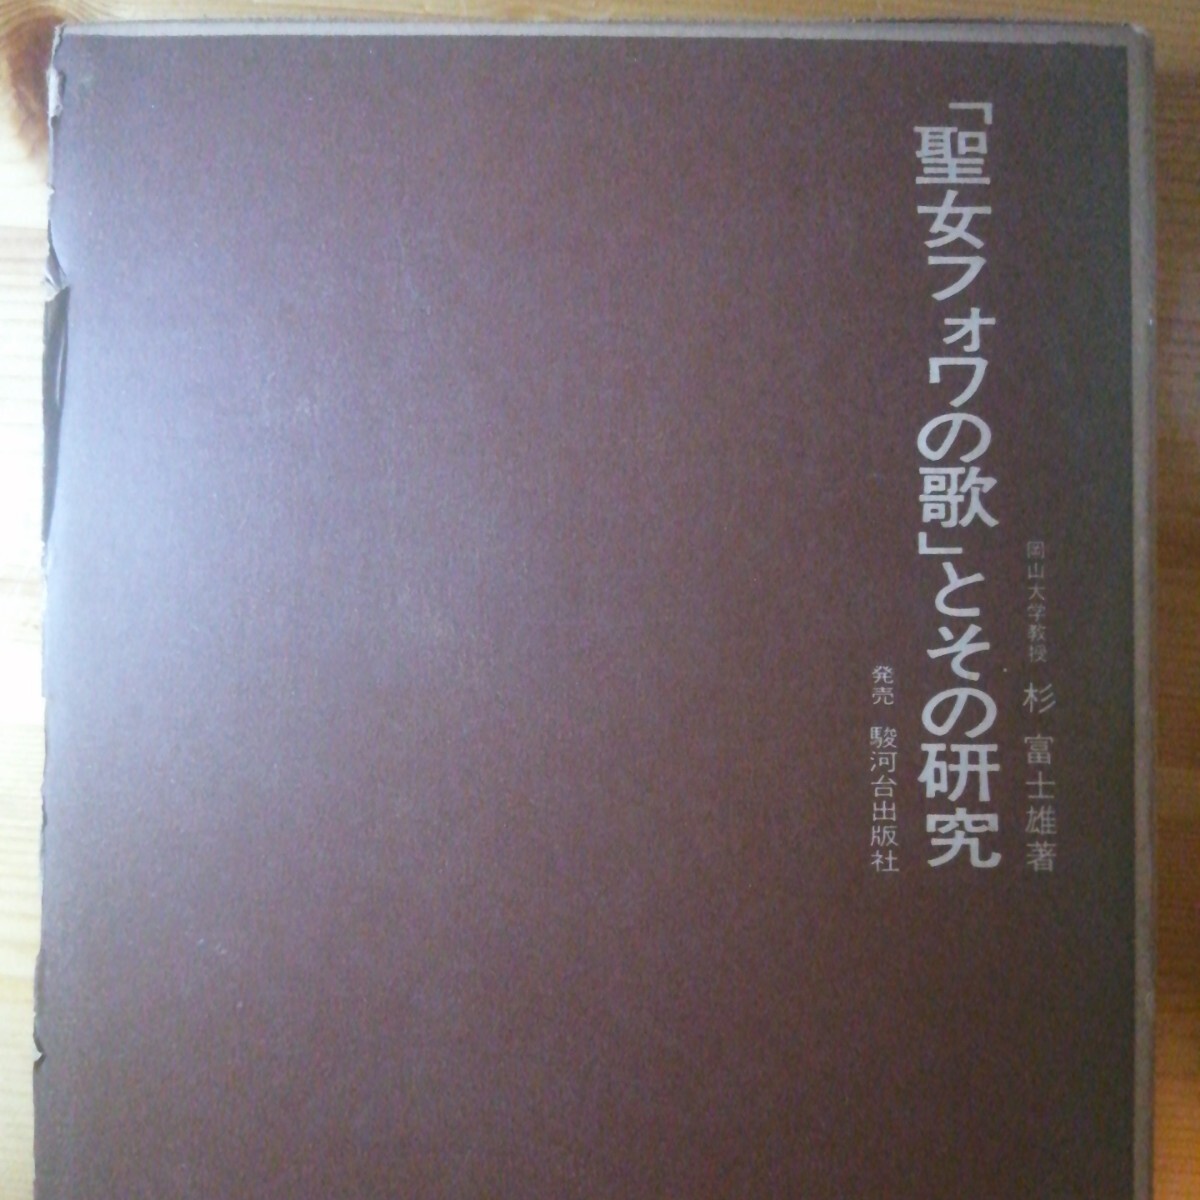 岡山大学教授 杉 富士雄著
「聖女フォワの歌」とその研究
発売 駿河台出版社